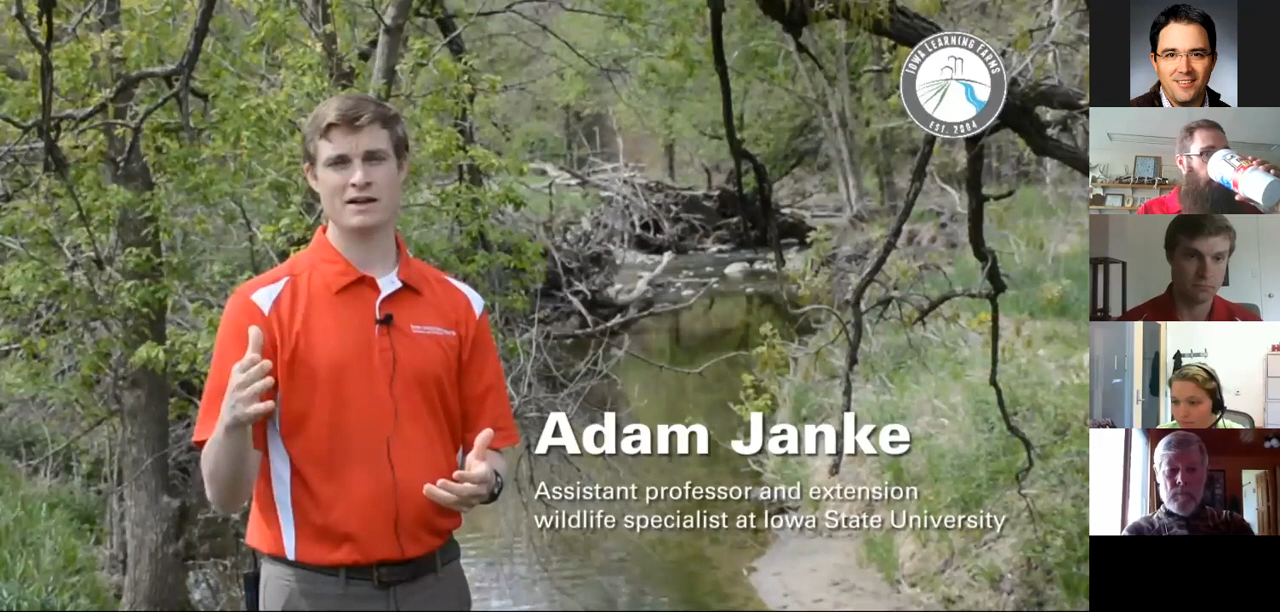 IOWA LEARNING FARMS
EST. 2004
Adam Janke
Assistant professor and extension
wildlife specialist at Iowa State University